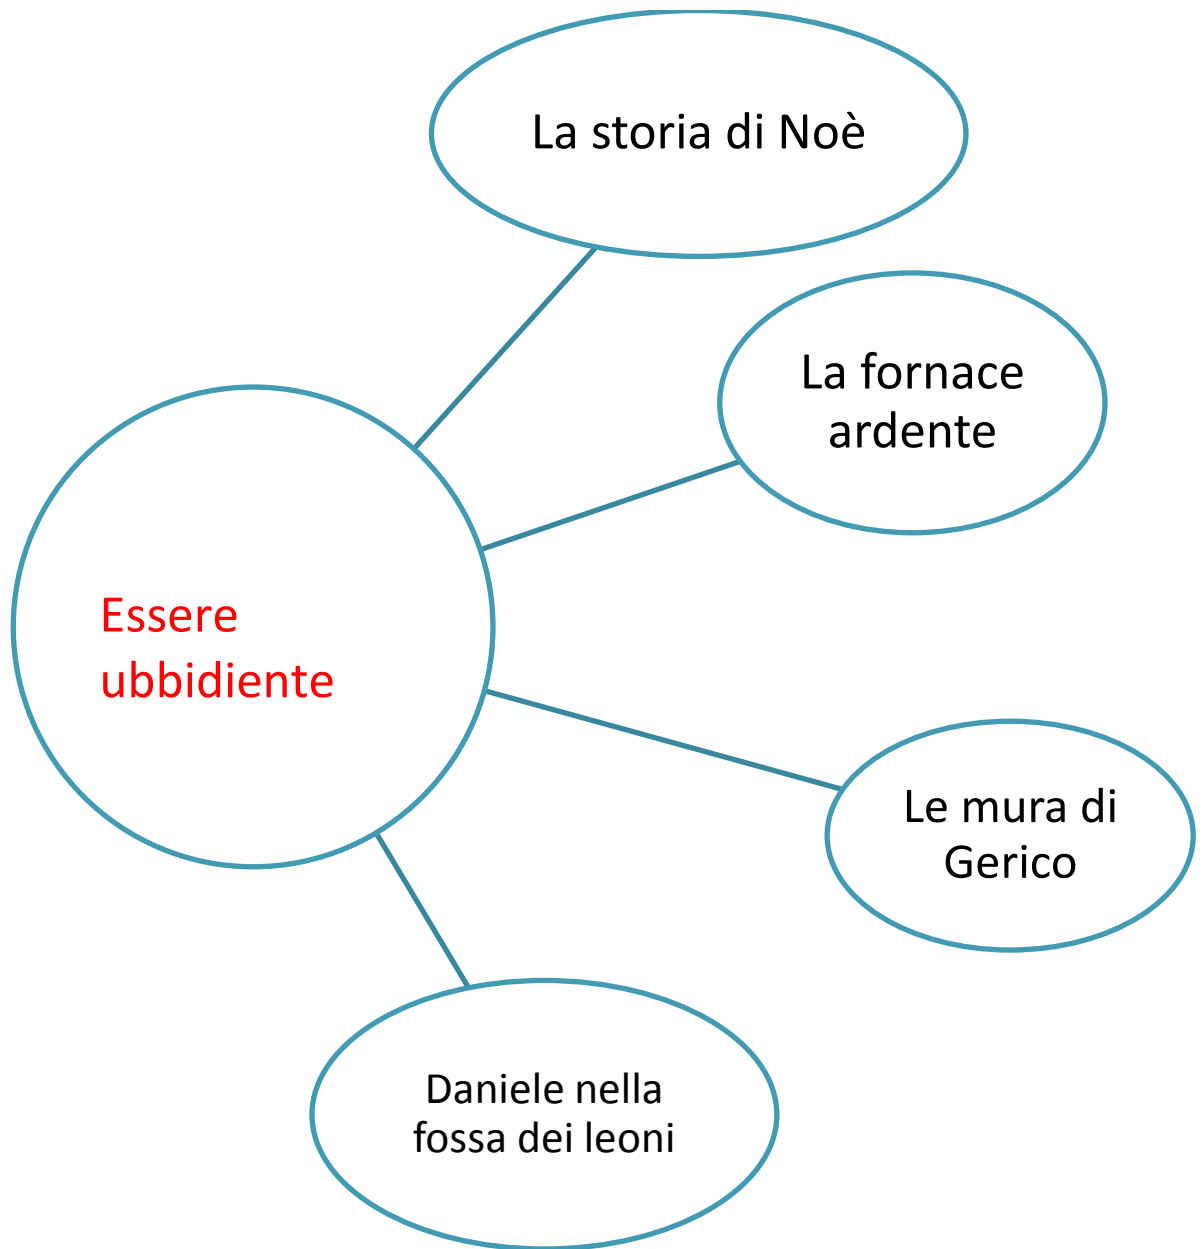 La storia di Noè
La fornace
ardente
Essere
ubbidiente
Le mura di
Gerico
Daniele nella
fossa dei leoni